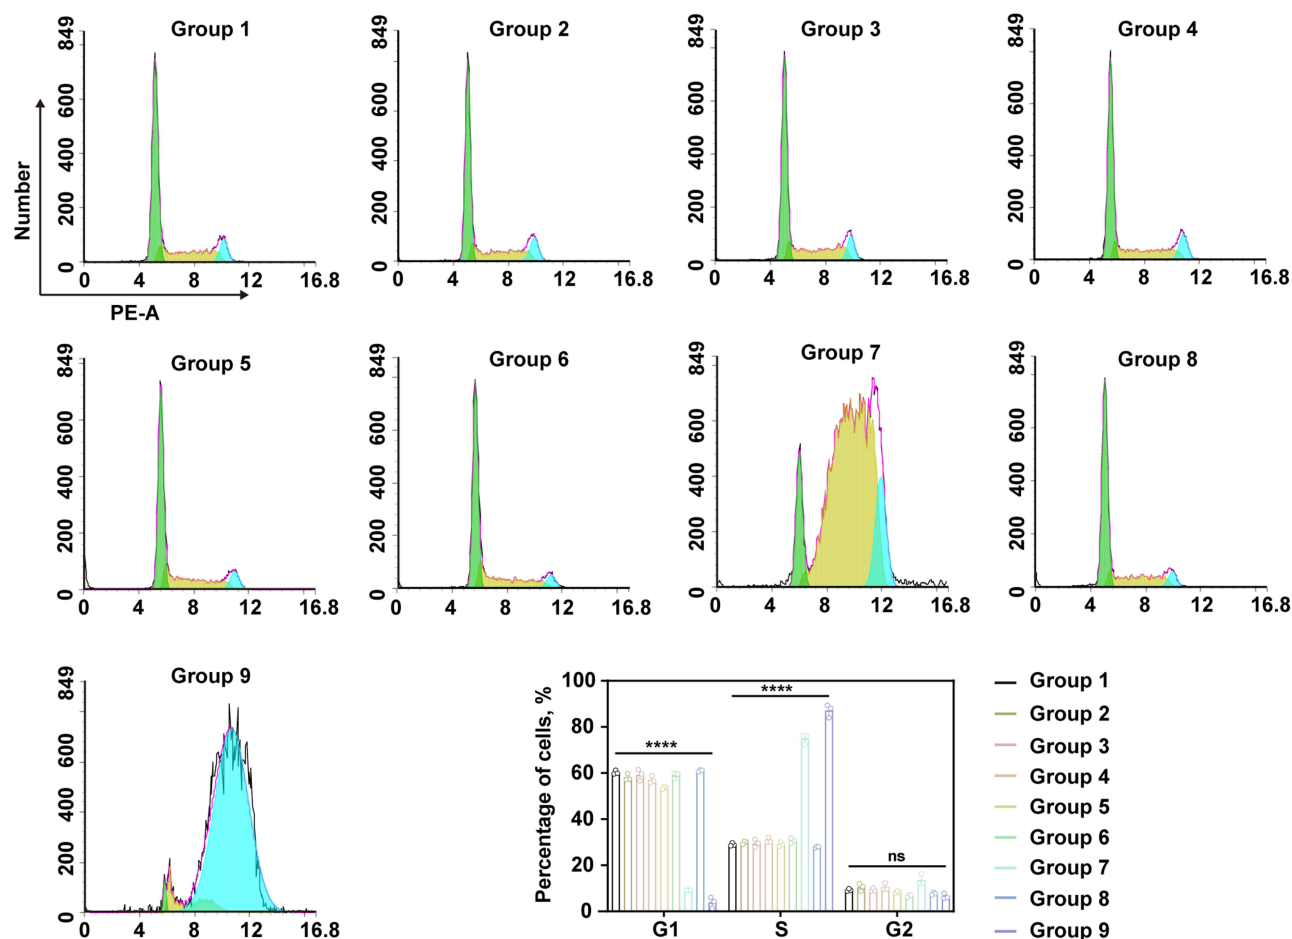 Group 1
849
600
400
200
0
0 4 8 12 16.8
Number
PE-A
Group 2
849
600
400
200
0
0 4 8 12 16.8
Group 3
849
600
400
200
0
0 4 8 12 16.8
Group 4
849
600
400
200
0
0 4 8 12 16.8
Group 5
849
600
400
200
0
0 4 8 12 16.8
Group 6
849
600
400
200
0
0 4 8 12 16.8
Group 7
849
600
400
200
0
0 4 8 12 16.8
Group 8
849
600
400
200
0
0 4 8 12 16.8
Group 9
849
600
400
200
0
0 4 8 12 16.8
Percentage of cells, %
100
80
60
40
20
0
****
****
ns
G1 S G2
Group 1
Group 2
Group 3
Group 4
Group 5
Group 6
Group 7
Group 8
Group 9